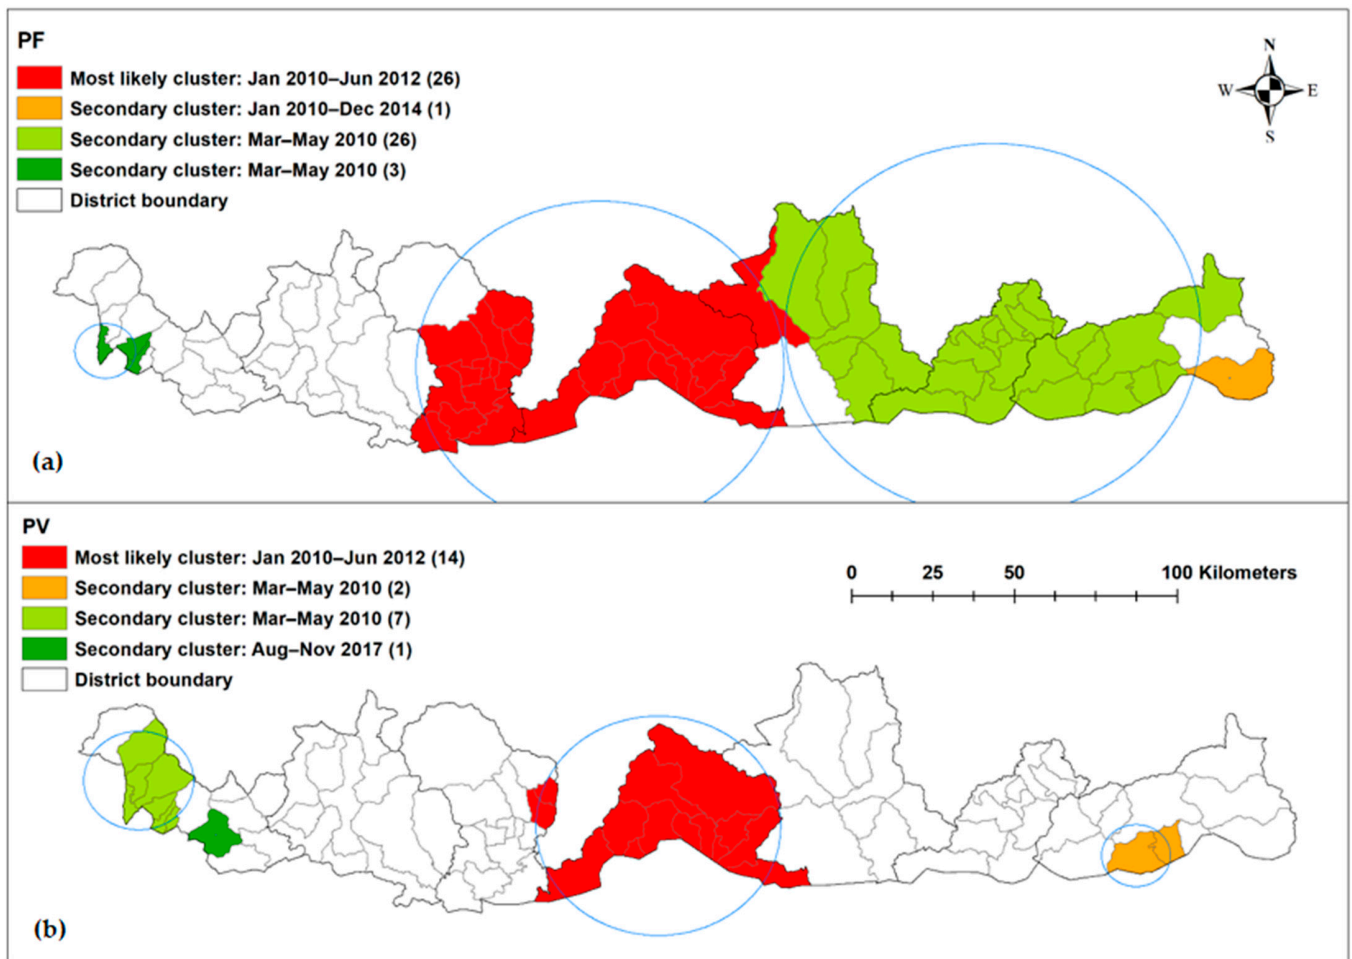 PF
Most likely cluster: Jan 2010–Jun 2012 (26)
Secondary cluster: Jan 2010–Dec 2014 (1)
Secondary cluster: Mar–May 2010 (26)
Secondary cluster: Mar–May 2010 (3)
District boundary
N
W E
S
(a)
PV
Most likely cluster: Jan 2010–Jun 2012 (14)
Secondary cluster: Mar–May 2010 (2)
Secondary cluster: Mar–May 2010 (7)
Secondary cluster: Aug–Nov 2017 (1)
District boundary
0 25 50 100 Kilometers
(b)